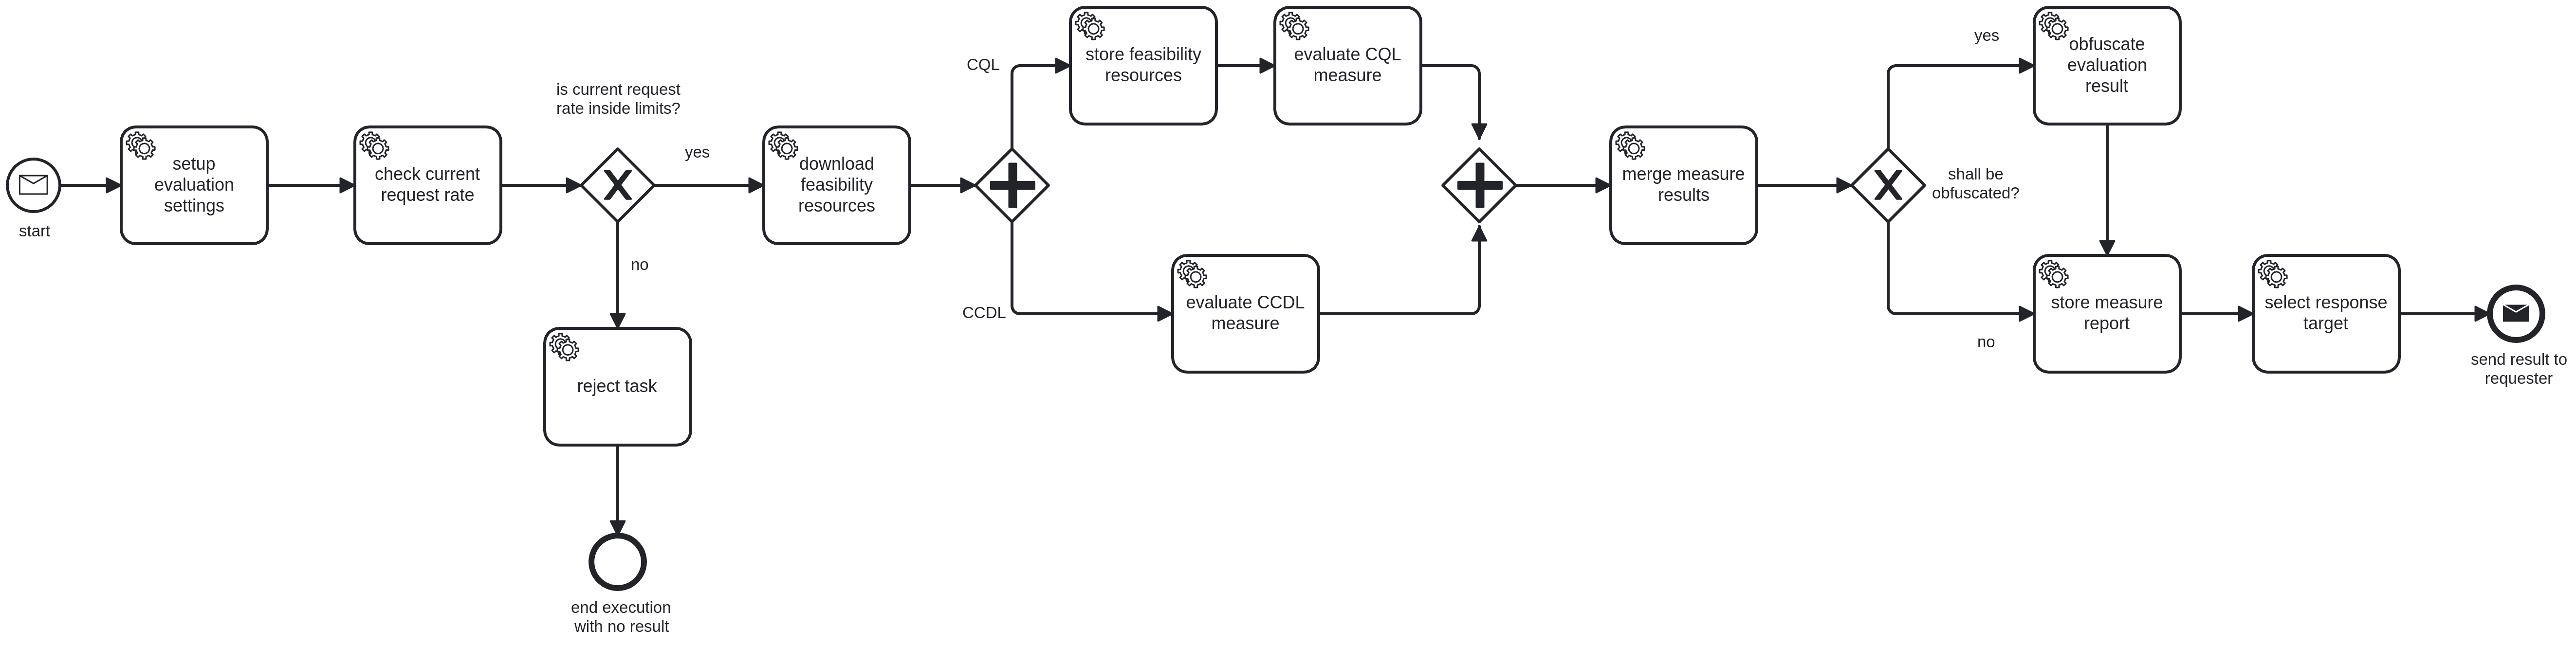 start
setup
evaluation
settings
check current
request rate
is current request
rate inside limits?
yes
no
reject task
end execution
with no result
download
feasibility
resources
CQL
store feasibility
resources
evaluate CQL
measure
CCDL
evaluate CCDL
measure
merge measure
results
shall be
obfuscated?
yes
obfuscate
evaluation
result
no
store measure
report
select response
target
send result to
requester